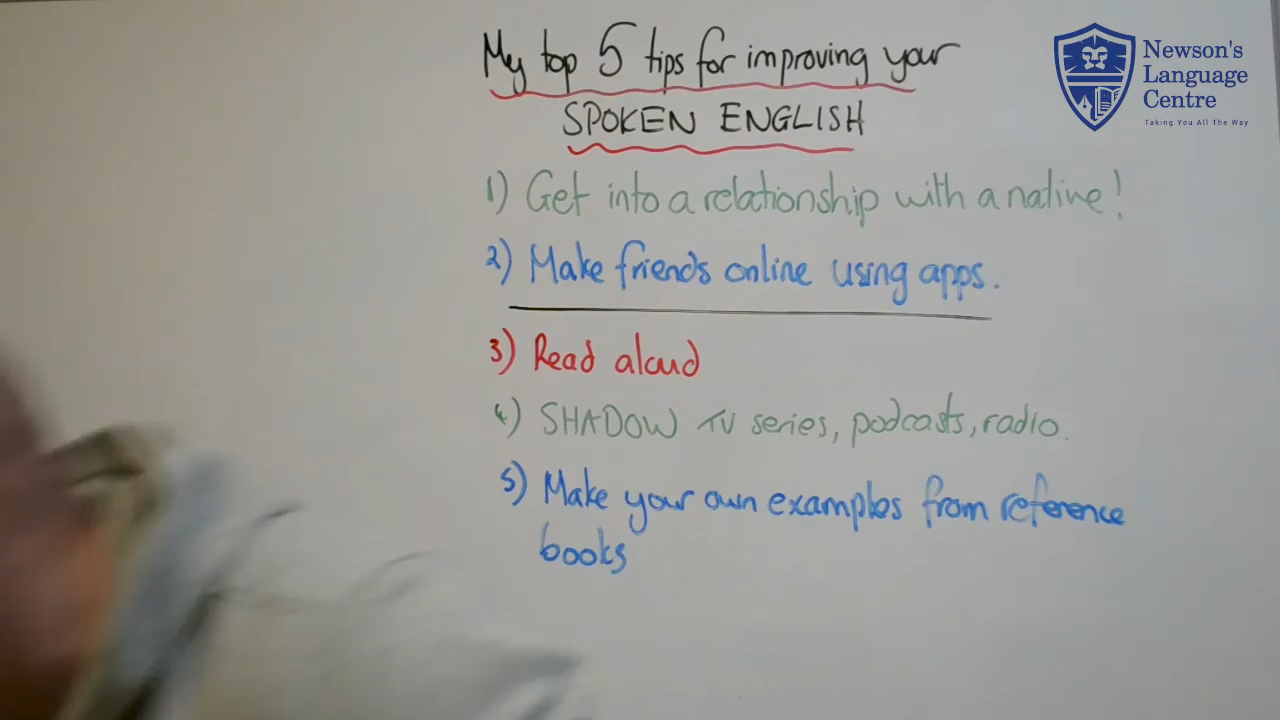 My top 5 tips for improving your
SPOKEN ENGLISH
1) Get into a relationship with a native!
2) Make friends online using apps.
3) Read aloud
4) SHADOW TV series, podcasts, radio.
5) Make your own examples from reference
books
Newson's
Language
Centre
Taking You All The Way